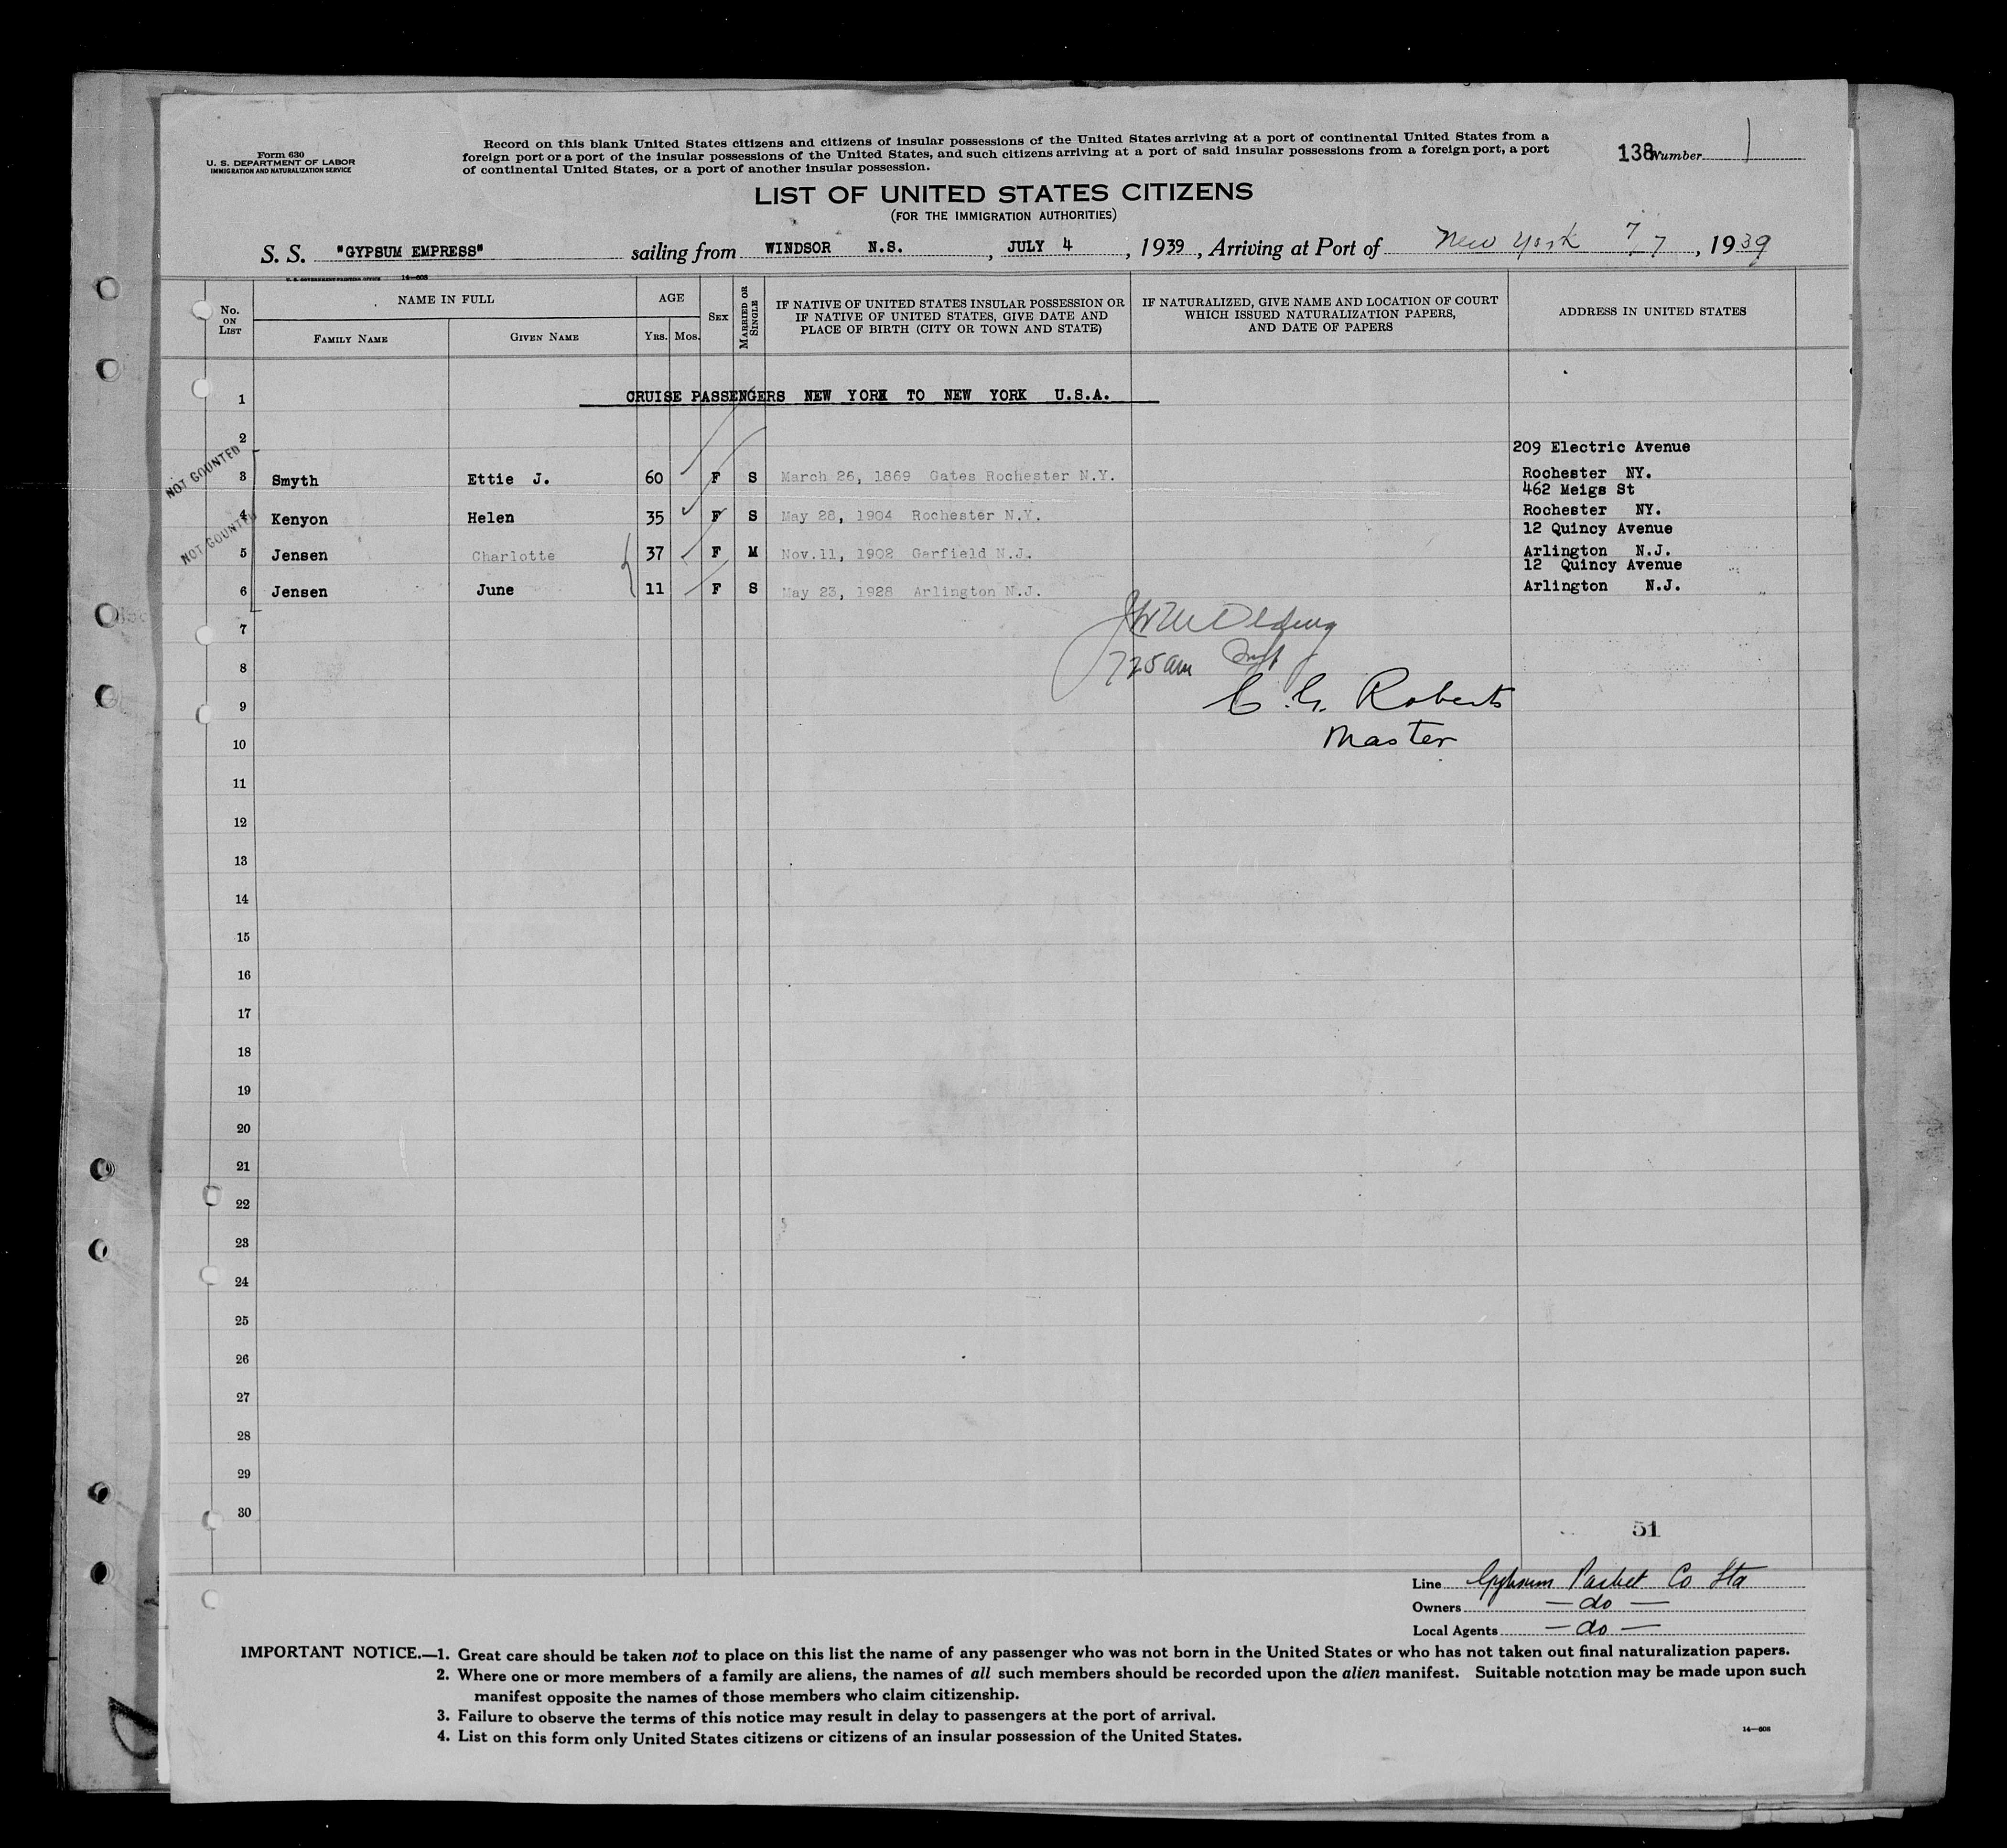 Form 630
U. S. DEPARTMENT OF LABOR
IMMIGRATION AND NATURALIZATION SERVICE
Record on this blank United States citizens and citizens of insular possessions of the United States arriving at a port of continental United States from a
foreign port or a port of the insular possessions of the United States, and such citizens arriving at a port of said insular possessions from a foreign port, a port
of continental United States, or a port of another insular possession.
138 Number 1
LIST OF UNITED STATES CITIZENS
(FOR THE IMMIGRATION AUTHORITIES)
S. S. "GYPSUM EMPRESS" sailing from WINDSOR N.S. , JULY 4 , 1939 , Arriving at Port of New York 7/7 , 1939
U. S. GOVERNMENT PRINTING OFFICE 14—608
No. ON LIST
NAME IN FULL
FAMILY NAME
GIVEN NAME
AGE
YRS.
MOS.
SEX
MARRIED OR SINGLE
IF NATIVE OF UNITED STATES INSULAR POSSESSION OR
IF NATIVE OF UNITED STATES, GIVE DATE AND
PLACE OF BIRTH (CITY OR TOWN AND STATE)
IF NATURALIZED, GIVE NAME AND LOCATION OF COURT
WHICH ISSUED NATURALIZATION PAPERS,
AND DATE OF PAPERS
ADDRESS IN UNITED STATES
1 CRUISE PASSENGERS NEW YORK TO NEW YORK U.S.A.
2
209 Electric Avenue
NOT COUNTED
3 Smyth Ettie J. 60 F S March 26, 1869 Gates Rochester N.Y. Rochester NY.
462 Meigs St
4 Kenyon Helen 35 F S May 28, 1904 Rochester N.Y. Rochester NY.
12 Quincy Avenue
NOT COUNTED
5 Jensen Charlotte 37 F M Nov.11, 1902 Garfield N.J. Arlington N.J.
12 Quincy Avenue
6 Jensen June 11 F S May 23, 1928 Arlington N.J. Arlington N.J.
7
8 725 am
9 C. G. Roberts
10 Master
11
12
13
14
15
16
17
18
19
20
21
22
23
24
25
26
27
28
29
30
51
Line Gypsum Packet Co Ltd
Owners — do —
Local Agents — do —
IMPORTANT NOTICE.—1. Great care should be taken not to place on this list the name of any passenger who was not born in the United States or who has not taken out final naturalization papers.
2. Where one or more members of a family are aliens, the names of all such members should be recorded upon the alien manifest. Suitable notation may be made upon such
manifest opposite the names of those members who claim citizenship.
3. Failure to observe the terms of this notice may result in delay to passengers at the port of arrival.
4. List on this form only United States citizens or citizens of an insular possession of the United States.
14—608